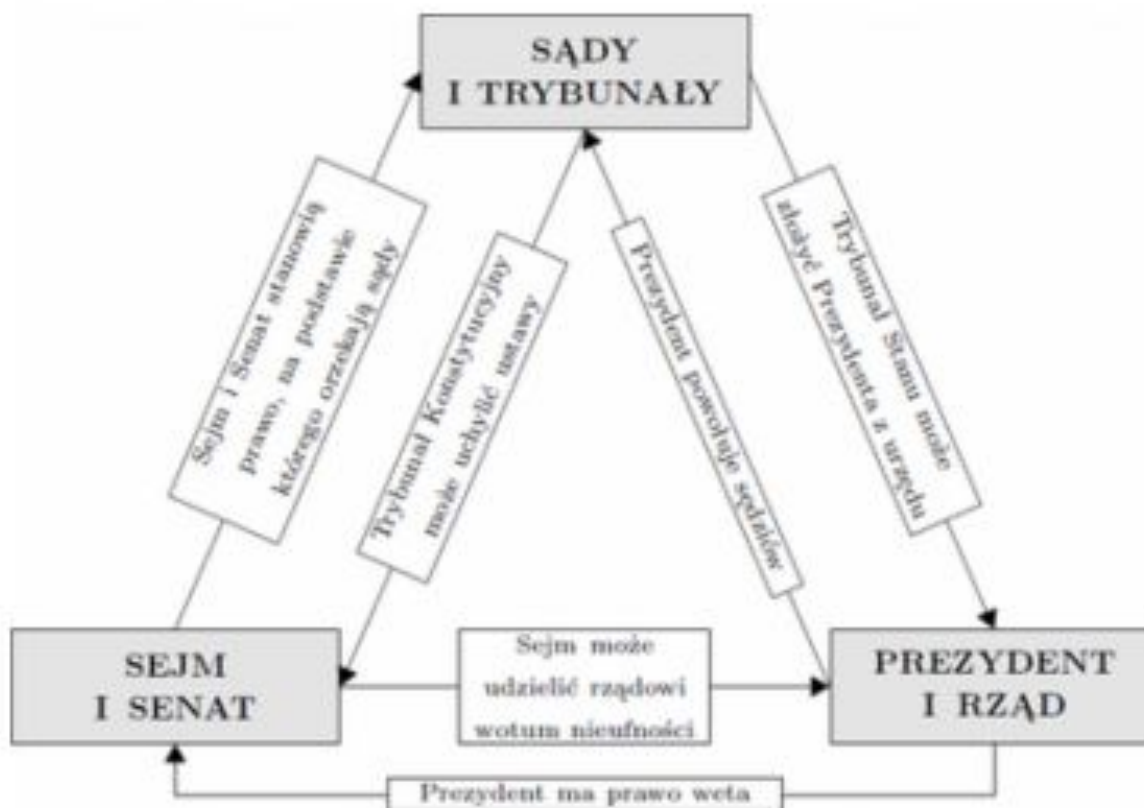 SĄDY
I TRYBUNAŁY
Sejm i Senat stanowią
prawo, na podstawie
którego orzekają sądy
Trybunał Konstytucyjny
może uchylić ustawy
Prezydent powołuje sędziów
Trybunał Stanu może
złożyć Prezydenta z urzędu
SEJM
I SENAT
Sejm może
udzielić rządowi
wotum nieufności
PREZYDENT
I RZĄD
Prezydent ma prawo weta